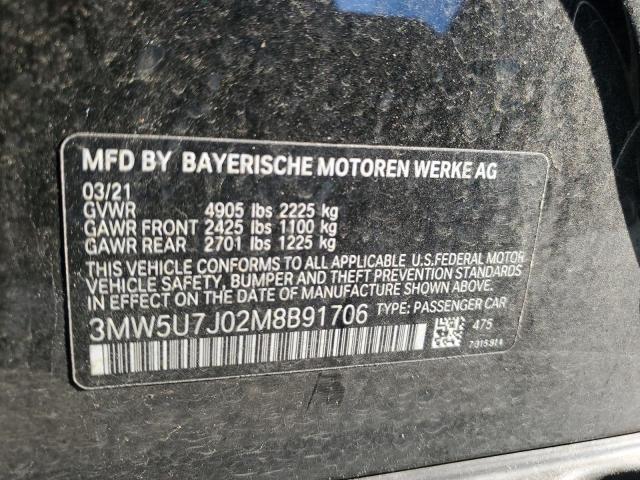 MFD BY BAYERISCHE MOTOREN WERKE AG
03/21
GVWR 4905 lbs 2225 kg
GAWR FRONT 2425 lbs 1100 kg
GAWR REAR 2701 lbs 1225 kg
THIS VEHICLE CONFORMS TO ALL APPLICABLE U.S.FEDERAL MOTOR
VEHICLE SAFETY, BUMPER AND THEFT PREVENTION STANDARDS
IN EFFECT ON THE DATE OF MANUFACTURE SHOWN ABOVE.
3MW5U7J02M8B91706 TYPE: PASSENGER CAR
475